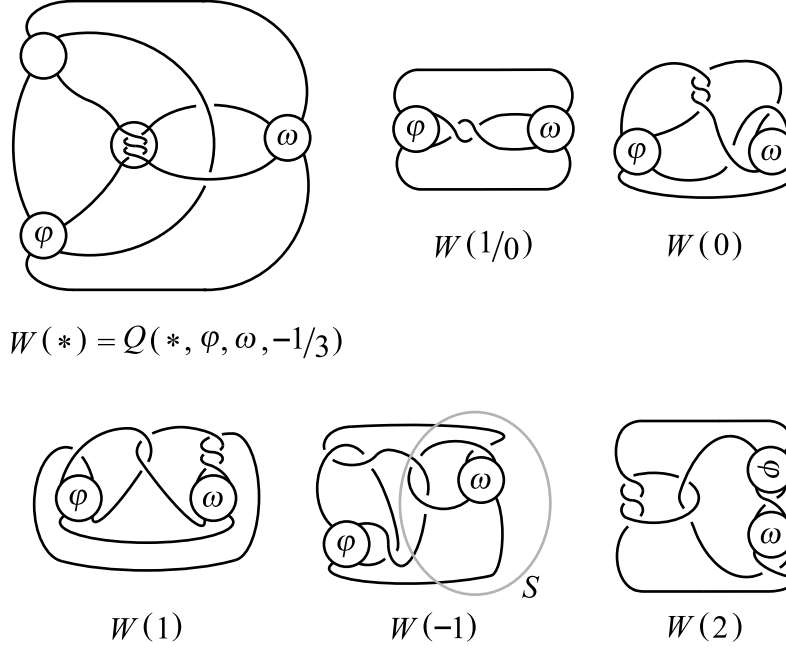 ω
φ
W(*) = Q(*, φ, ω, -1/3)
φ ω
W(1/0)
φ ω
W(0)
φ ω
W(1)
ω
φ
S
W(-1)
φ
ω
W(2)